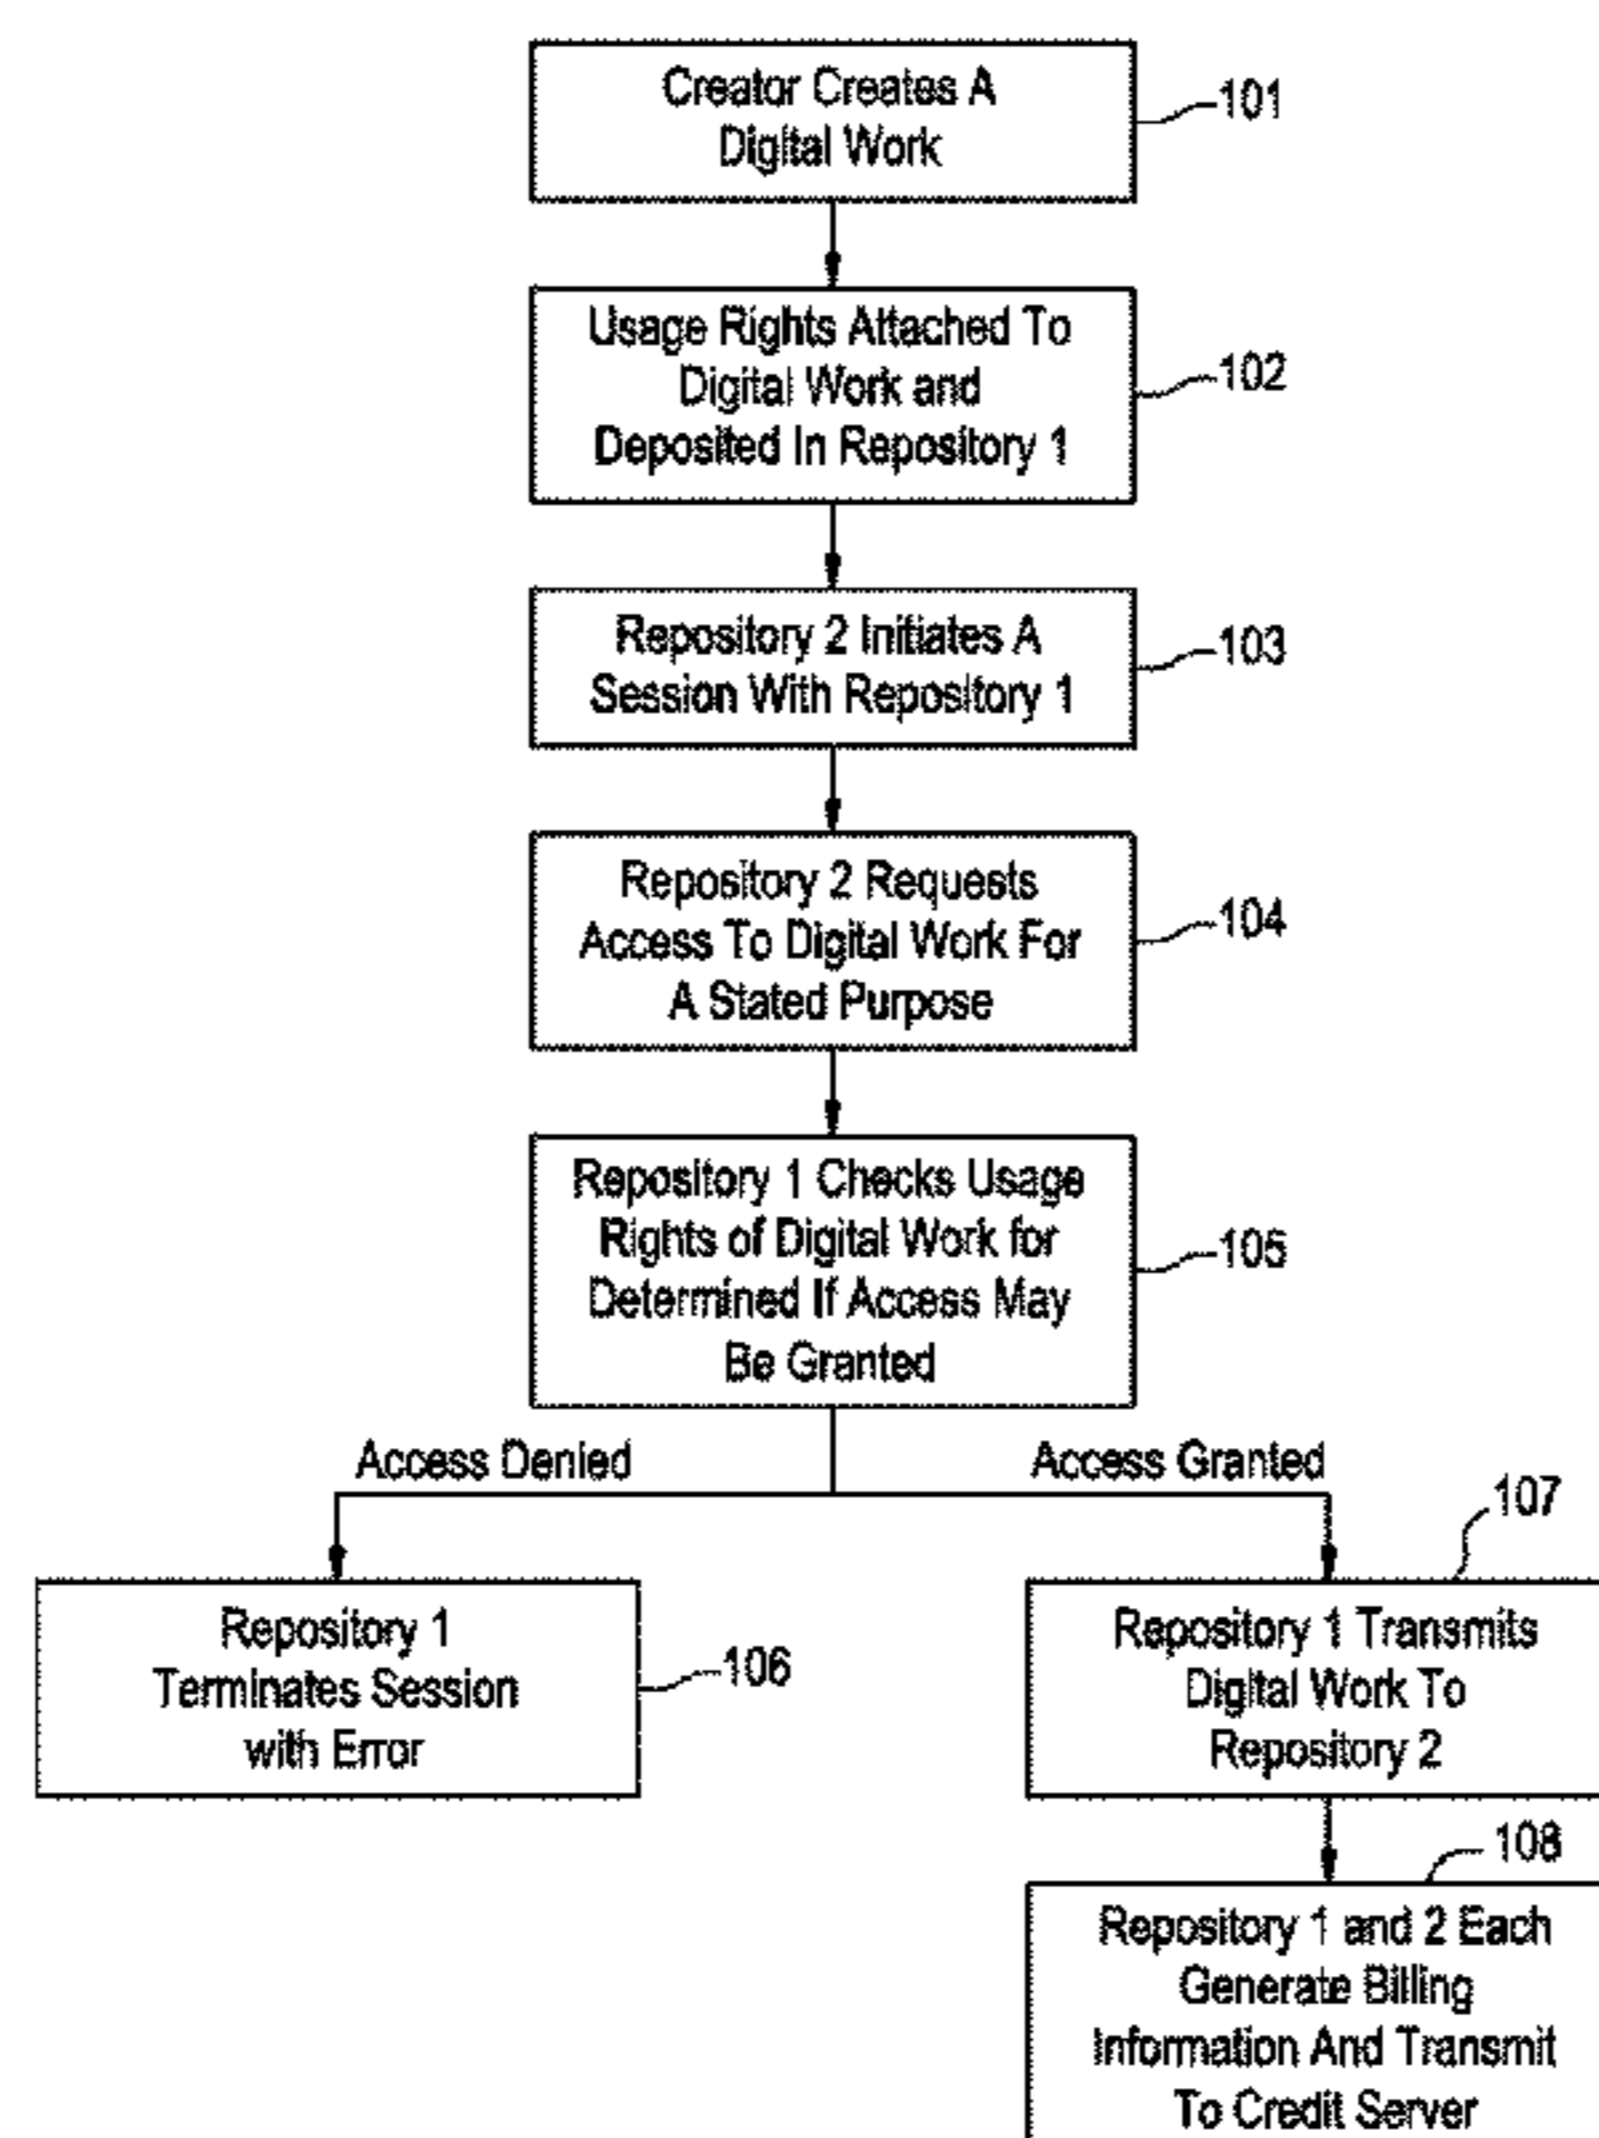 Creator Creates A
Digital Work
101
Usage Rights Attached To
Digital Work and
Deposited In Repository 1
102
Repository 2 Initiates A
Session With Repository 1
103
Repository 2 Requests
Access To Digital Work For
A Stated Purpose
104
Repository 1 Checks Usage
Rights of Digital Work for
Determined If Access May
Be Granted
105
Access Denied
Access Granted
Repository 1
Terminates Session
with Error
106
107
Repository 1 Transmits
Digital Work To
Repository 2
108
Repository 1 and 2 Each
Generate Billing
Information And Transmit
To Credit Server